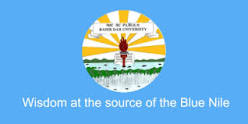 BAHIR DAR UNIVERSITY
Wisdom at the source of the Blue Nile